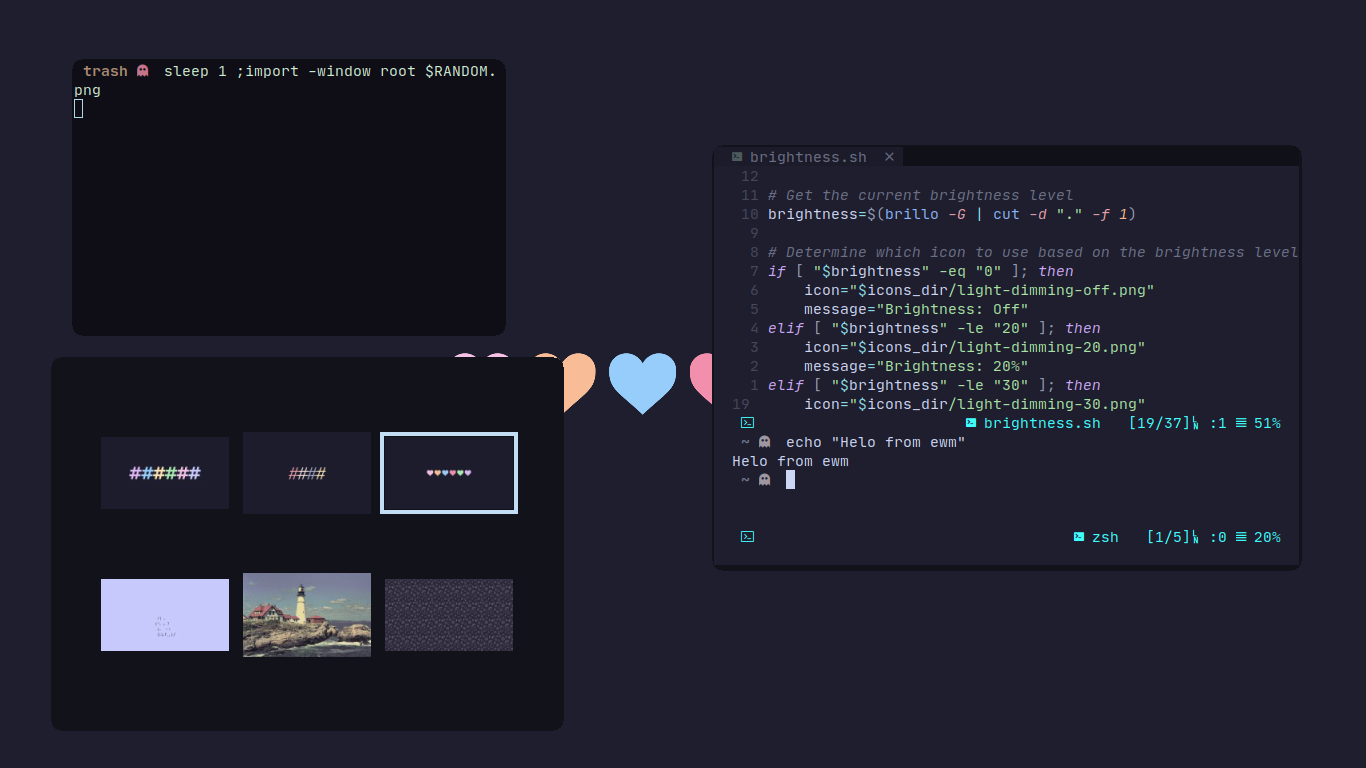 trash sleep 1 ;import -window root $RANDOM.
png
brightness.sh ×
12
11 # Get the current brightness level
10 brightness=$(brillo -G | cut -d "." -f 1)
9
8 # Determine which icon to use based on the brightness level
7 if [ "$brightness" -eq "0" ]; then
6 icon="$icons_dir/light-dimming-off.png"
5 message="Brightness: Off"
4 elif [ "$brightness" -le "20" ]; then
3 icon="$icons_dir/light-dimming-20.png"
2 message="Brightness: 20%"
1 elif [ "$brightness" -le "30" ]; then
19 icon="$icons_dir/light-dimming-30.png"
brightness.sh [19/37] :1 51%
~ echo "Helo from ewm"
Helo from ewm
~
zsh [1/5] :0 20%
######
####